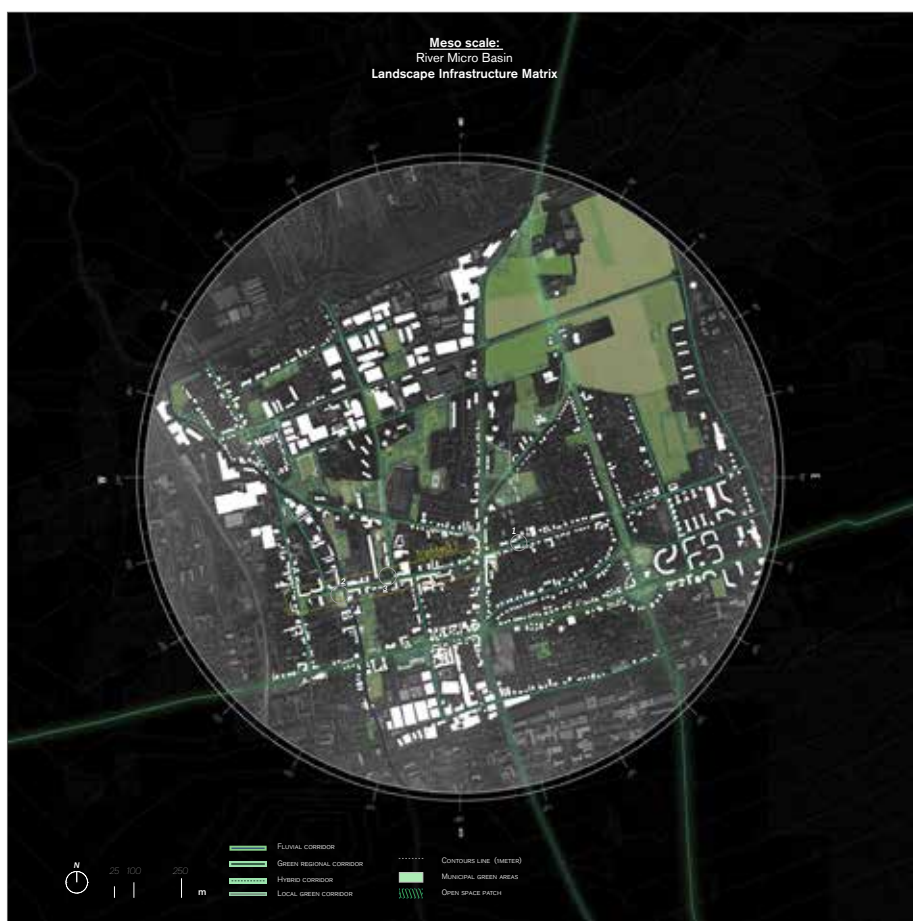 Meso scale:
River Micro Basin
Landscape Infrastructure Matrix
N
W
E
S
1
2
3
N
25 100 250
m
Fluvial corridor
Green regional corridor
Hybrid corridor
Local green corridor
Contours line (1meter)
Municipal green areas
Open space patch